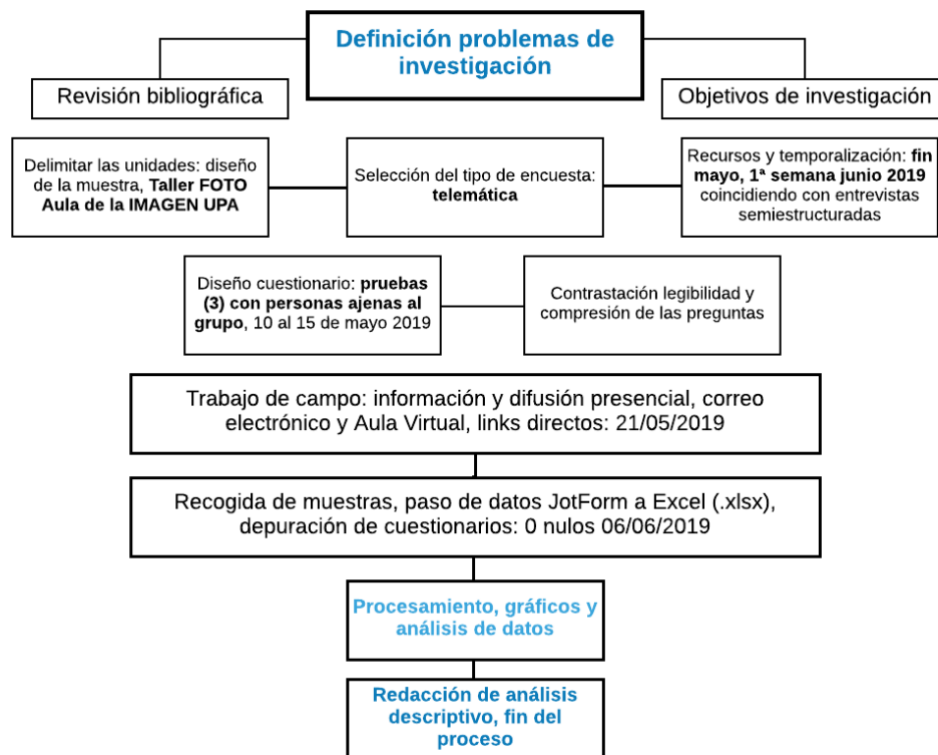 Definición problemas de
investigación
Revisión bibliográfica
Objetivos de investigación
Delimitar las unidades: diseño
de la muestra, Taller FOTO
Aula de la IMAGEN UPA
Selección del tipo de encuesta:
telemática
Recursos y temporalización: fin
mayo, 1ª semana junio 2019
coincidiendo con entrevistas
semiestructuradas
Diseño cuestionario: pruebas
(3) con personas ajenas al
grupo, 10 al 15 de mayo 2019
Contrastación legibilidad y
compresión de las preguntas
Trabajo de campo: información y difusión presencial, correo
electrónico y Aula Virtual, links directos: 21/05/2019
Recogida de muestras, paso de datos JotForm a Excel (.xlsx),
depuración de cuestionarios: 0 nulos 06/06/2019
Procesamiento, gráficos y
análisis de datos
Redacción de análisis
descriptivo, fin del
proceso